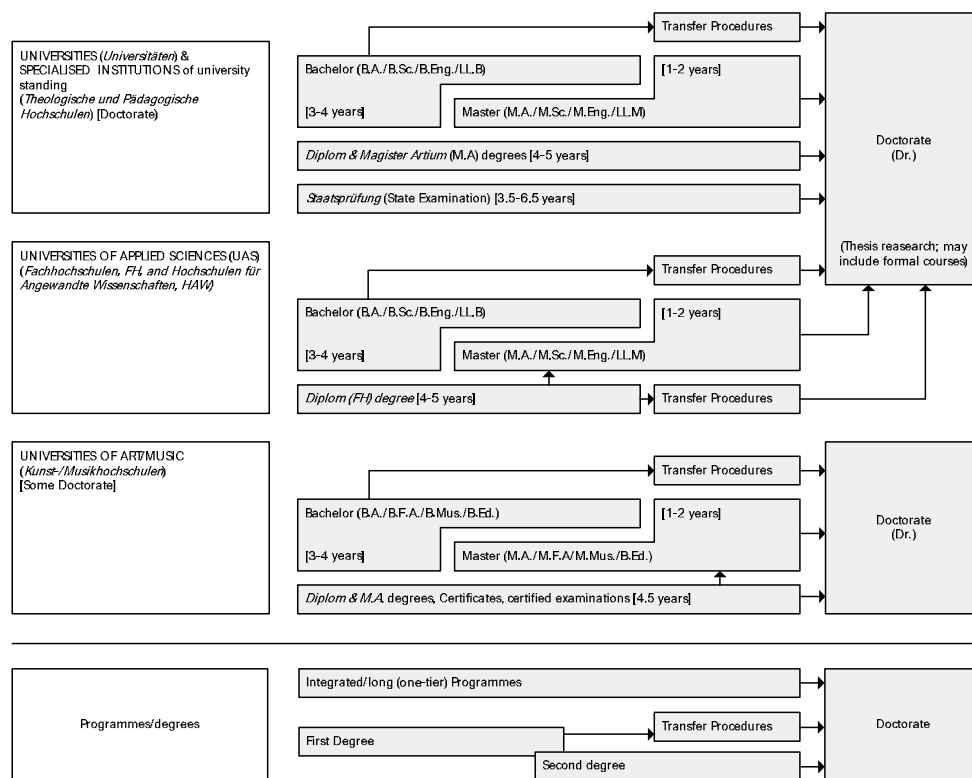 Transfer Procedures
UNIVERSITIES (Universitäten) &
SPECIALISED INSTITUTIONS of university
standing
(Theologische und Pädagogische
Hochschulen) [Doctorate)
Bachelor (B.A./B.Sc./B.Eng./LL.B)
[1-2 years]
[3-4 years]
Master (M.A./M.Sc./M.Eng./LL.M)
Diplom & Magister Artium (M.A) degrees [4-5 years]
Staatsprüfung (State Examination) [3.5-6.5 years]
Doctorate
(Dr.)
(Thesis reasearch; may
include formal courses)
UNIVERSITIES OF APPLIED SCIENCES (UAS)
(Fachhochschulen, FH, and Hochschulen für
Angewandte Wissenschaften, HAW)
Transfer Procedures
Bachelor (B.A./B.Sc./B.Eng./LL.B)
[1-2 years]
[3-4 years]
Master (M.A./M.Sc./M.Eng./LL.M)
Diplom (FH) degree [4-5 years]
Transfer Procedures
UNIVERSITIES OF ART/MUSIC
(Kunst-/Musikhochschulen)
[Some Doctorate]
Transfer Procedures
Bachelor (B.A./B.F.A./B.Mus./B.Ed.)
[1-2 years]
[3-4 years]
Master (M.A./M.F.A/M.Mus./B.Ed.)
Diplom & M.A. degrees, Certificates, certified examinations [4.5 years]
Doctorate
(Dr.)
Programmes/degrees
Integrated/long (one-tier) Programmes
Transfer Procedures
First Degree
Second degree
Doctorate